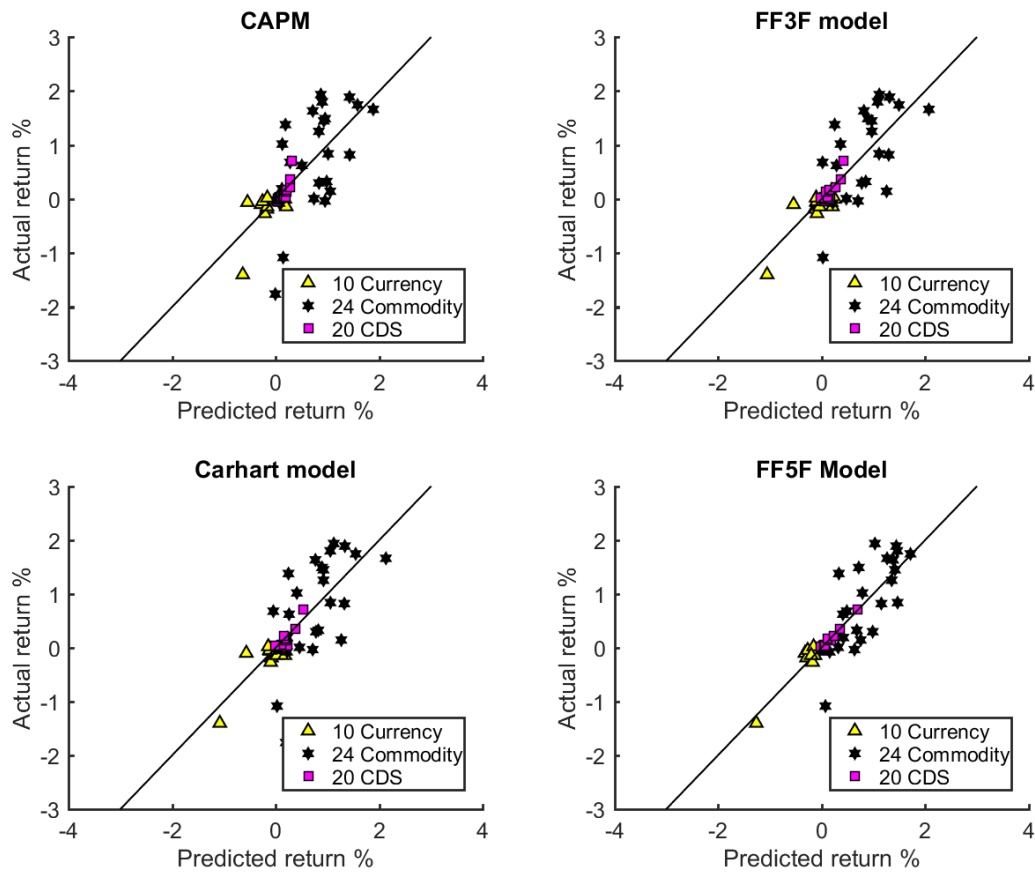 CAPM
3
2
1
0
-1
-2
-3
Actual return %
10 Currency
24 Commodity
20 CDS
-4 -2 0 2 4
Predicted return %
FF3F model
3
2
1
0
-1
-2
-3
Actual return %
10 Currency
24 Commodity
20 CDS
-4 -2 0 2 4
Predicted return %
Carhart model
3
2
1
0
-1
-2
-3
Actual return %
10 Currency
24 Commodity
20 CDS
-4 -2 0 2 4
Predicted return %
FF5F Model
3
2
1
0
-1
-2
-3
Actual return %
10 Currency
24 Commodity
20 CDS
-4 -2 0 2 4
Predicted return %